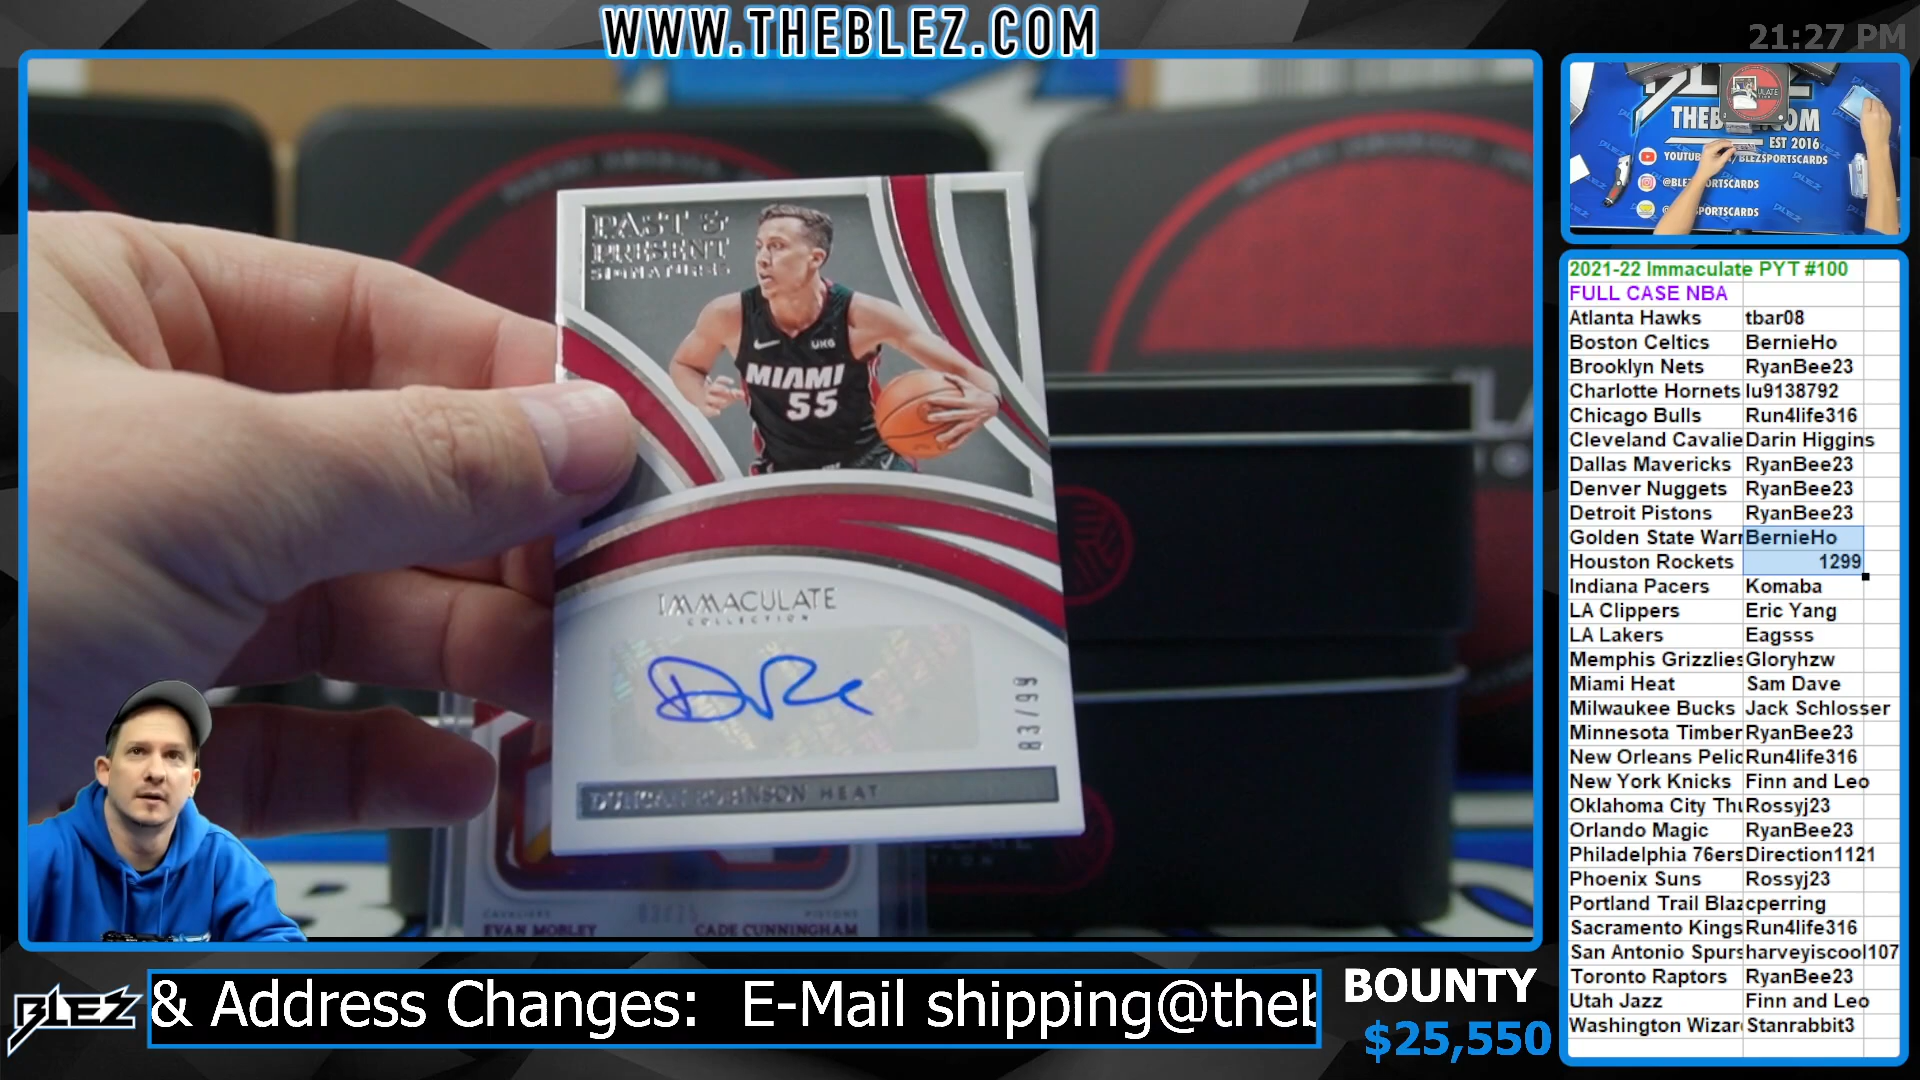 WWW.THEBLEZ.COM
21:27 PM
PAST &
PRESENT
SIGNATURES
UKG
MIAMI
55
IMMACULATE
COLLECTION
83/99
DUNCAN ROBINSON HEAT
CAVALIERS
PISTONS
EVAN MOBLEY
CADE CUNNINGHAM
BLEZ
& Address Changes:  E-Mail shipping@theb
BOUNTY
$25,550
EST 2016
@BLEZSPORTSCARDS
2021-22 Immaculate PYT #100
FULL CASE NBA
Atlanta Hawks tbar08
Boston Celtics BernieHo
Brooklyn Nets RyanBee23
Charlotte Hornets lu9138792
Chicago Bulls Run4life316
Cleveland Cavalie Darin Higgins
Dallas Mavericks RyanBee23
Denver Nuggets RyanBee23
Detroit Pistons RyanBee23
Golden State Warr BernieHo
Houston Rockets 1299
Indiana Pacers Komaba
LA Clippers Eric Yang
LA Lakers Eagsss
Memphis Grizzlies Gloryhzw
Miami Heat Sam Dave
Milwaukee Bucks Jack Schlosser
Minnesota Timber RyanBee23
New Orleans Pelic Run4life316
New York Knicks Finn and Leo
Oklahoma City Thu Rossyj23
Orlando Magic RyanBee23
Philadelphia 76ers Direction1121
Phoenix Suns Rossyj23
Portland Trail Blaz cperring
Sacramento Kings Run4life316
San Antonio Spurs harveyiscool107
Toronto Raptors RyanBee23
Utah Jazz Finn and Leo
Washington Wizar Stanrabbit3